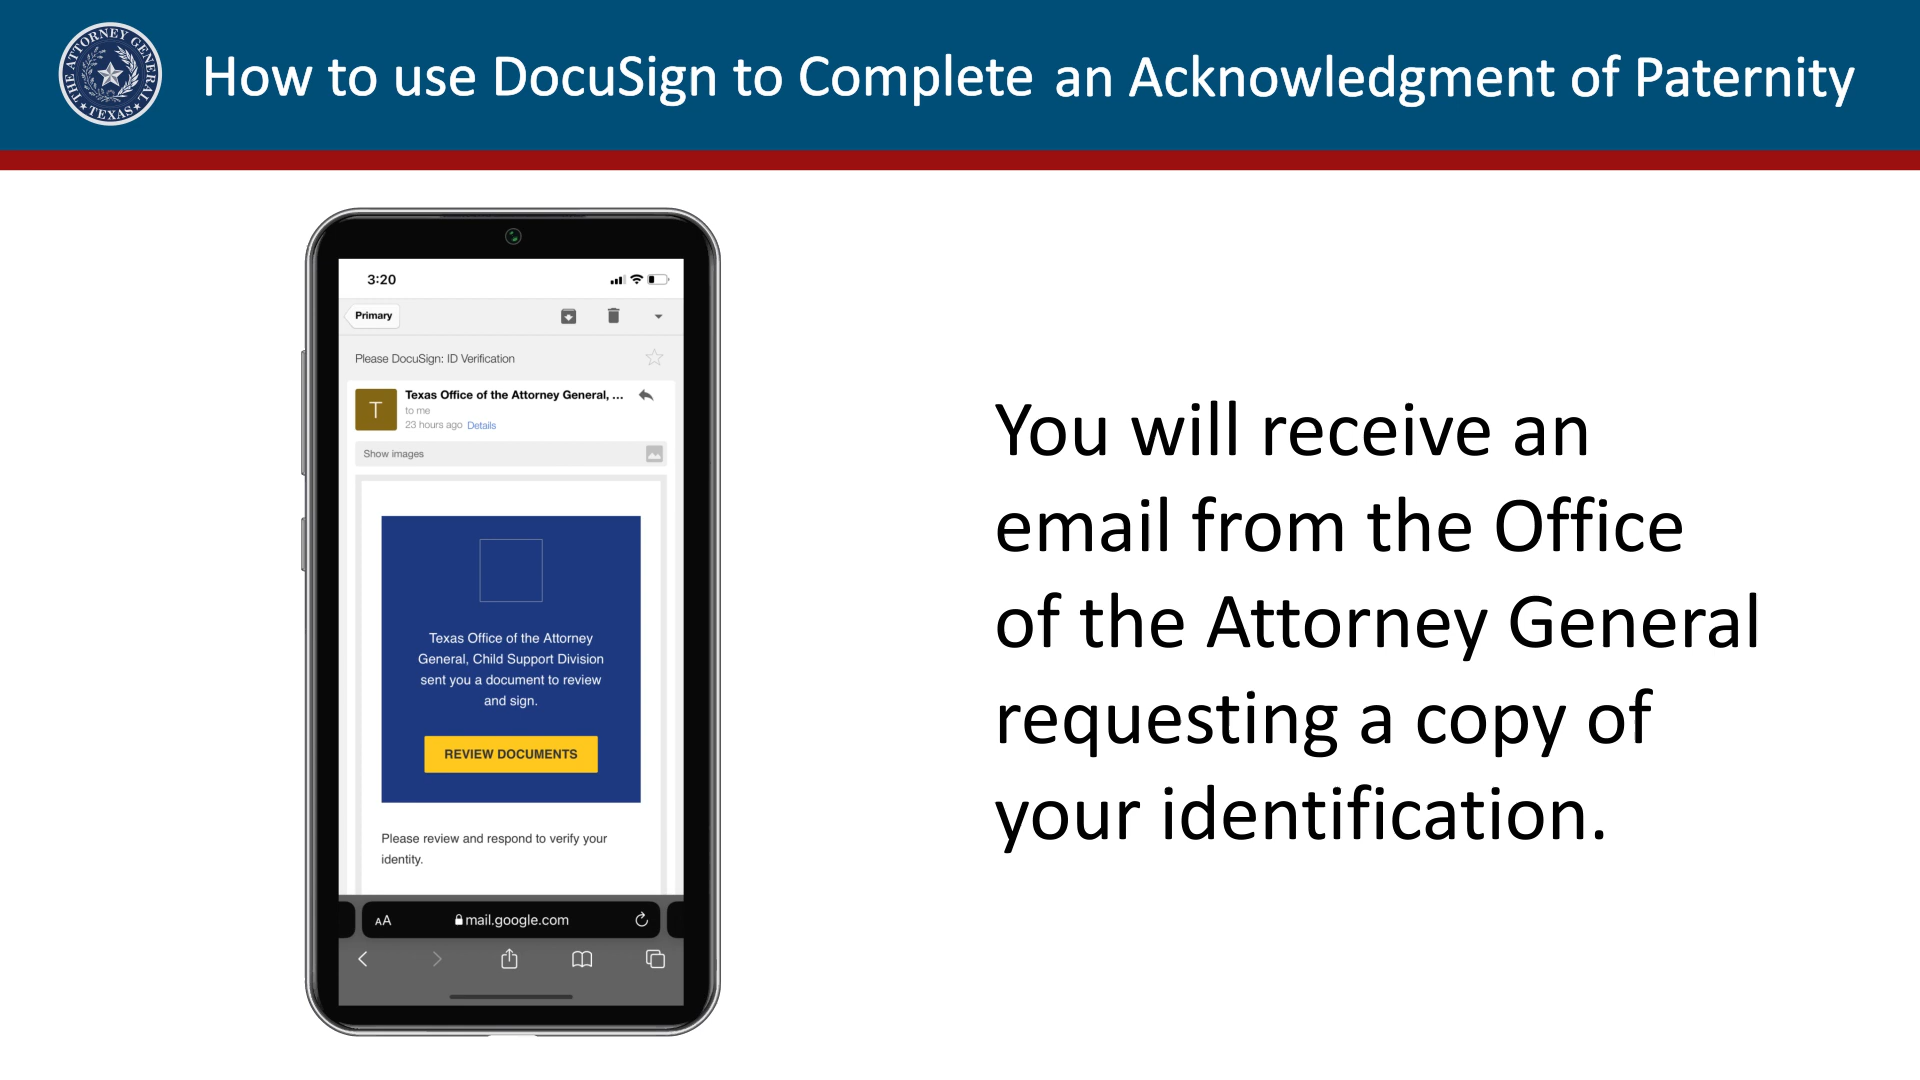 THE ATTORNEY GENERAL
TEXAS
How to use DocuSign to Complete an Acknowledgment of Paternity
3:20
Primary
Please DocuSign: ID Verification
T
Texas Office of the Attorney General, ...
to me
23 hours ago Details
Show images
Texas Office of the Attorney
General, Child Support Division
sent you a document to review
and sign.
REVIEW DOCUMENTS
Please review and respond to verify your
identity.
AA mail.google.com
You will receive an
email from the Office
of the Attorney General
requesting a copy of
your identification.